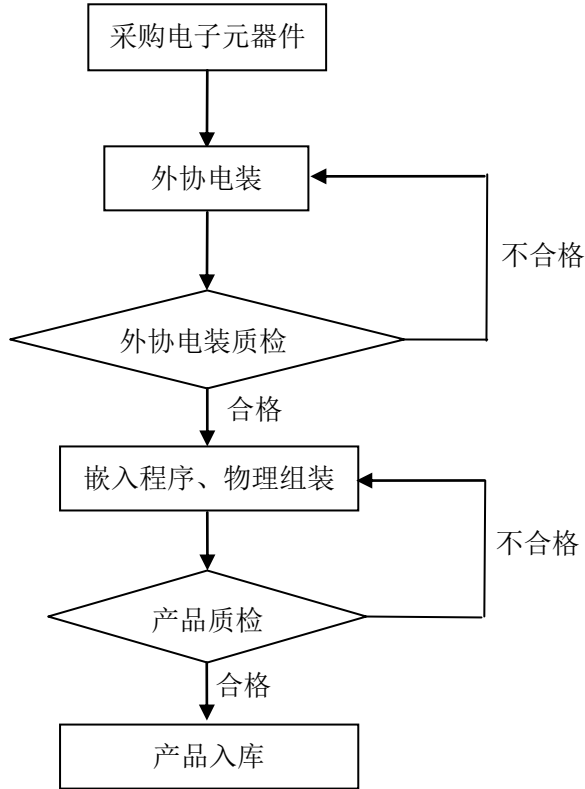 采购电子元器件
外协电装
不合格
外协电装质检
合格
嵌入程序、物理组装
不合格
产品质检
合格
产品入库